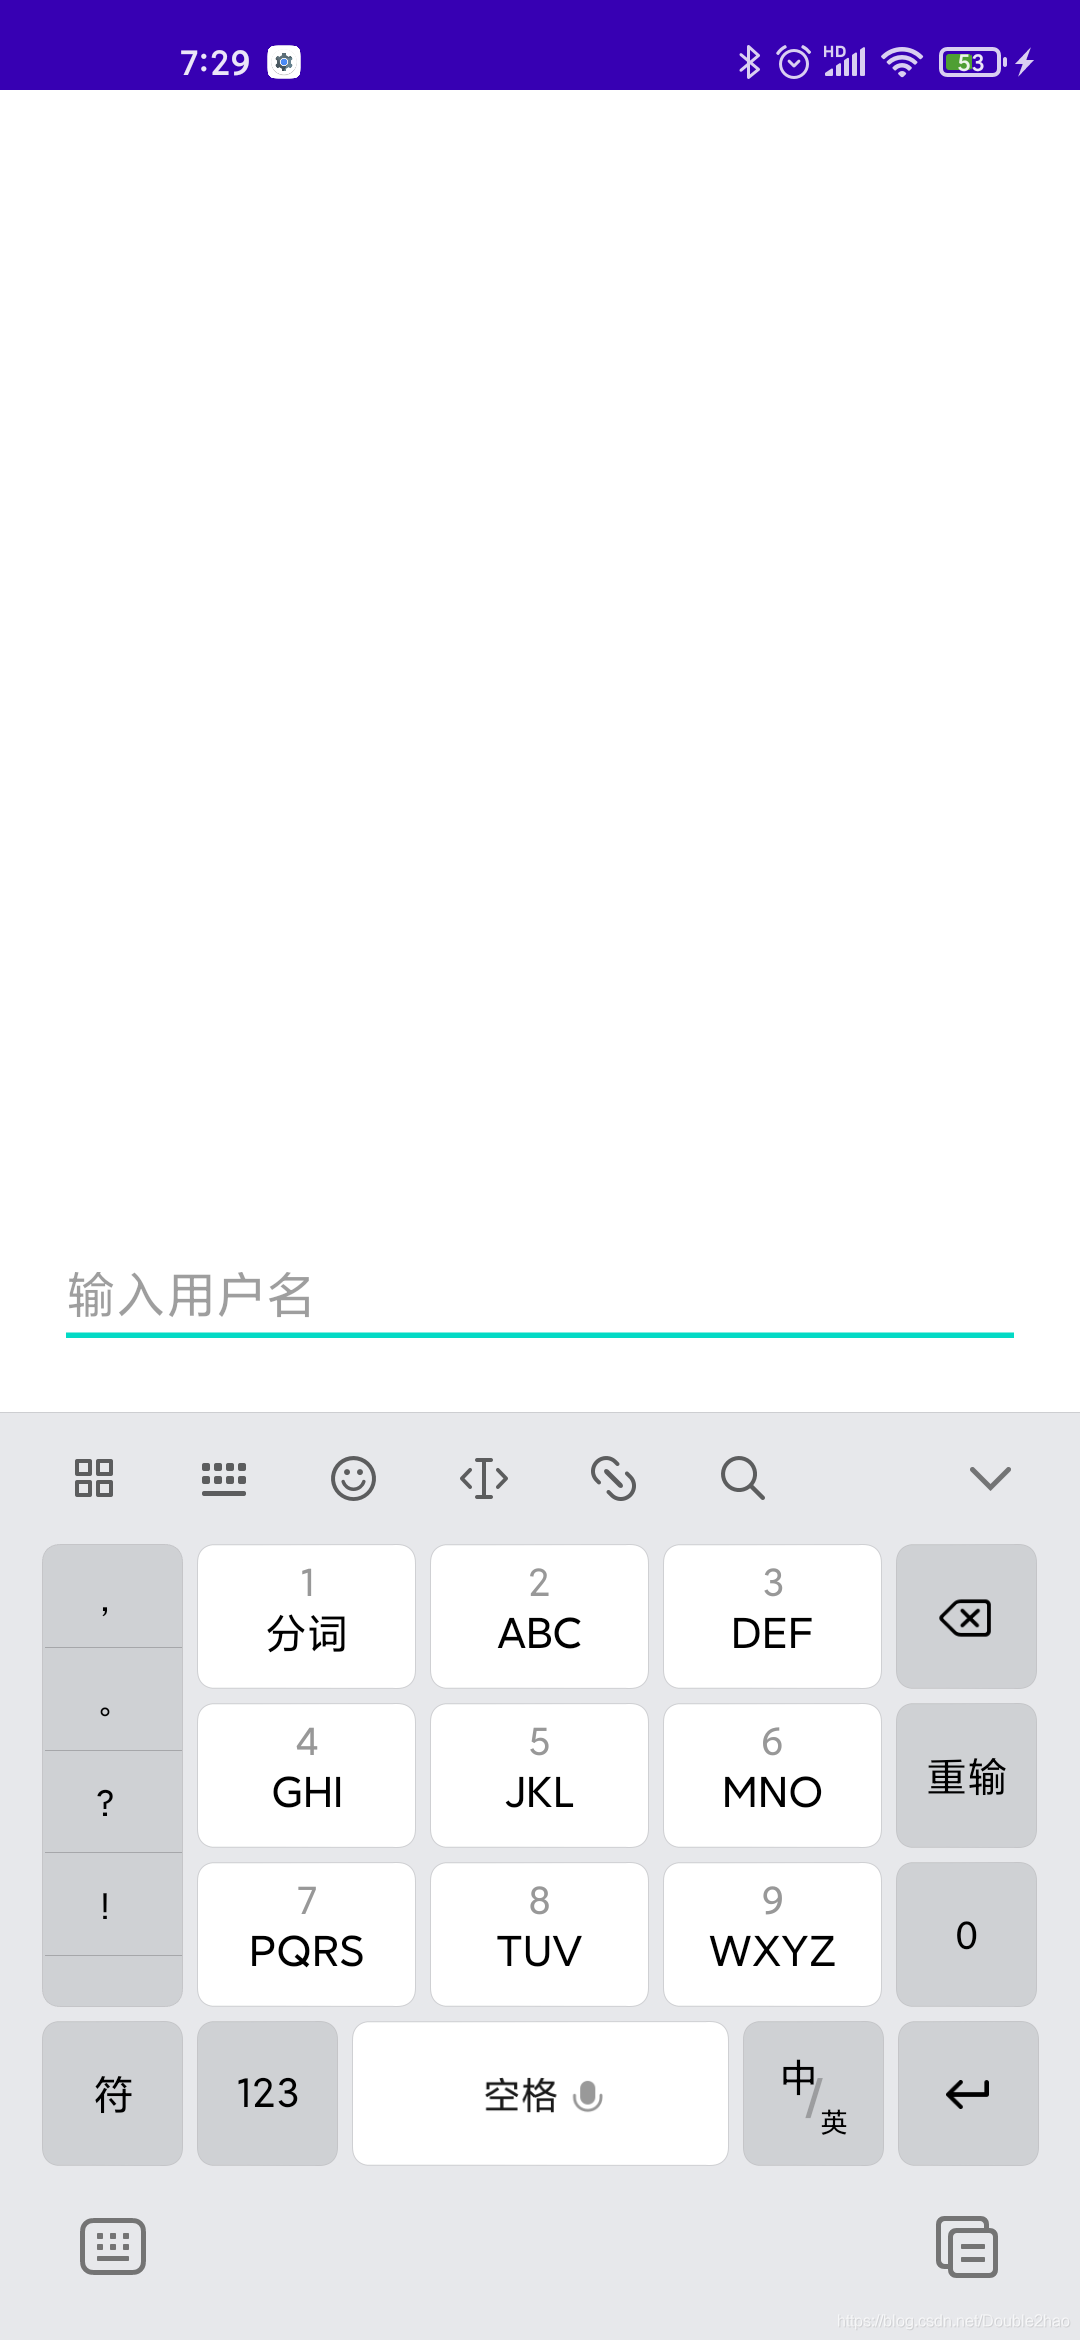 7:29 HD 53
输入用户名
, 1 2 3
分词 ABC DEF
。 4 5 6
GHI JKL MNO 重输
? 7 8 9
! PQRS TUV WXYZ 0
符 123 空格 中/英
https://blog.csdn.net/Double2hao